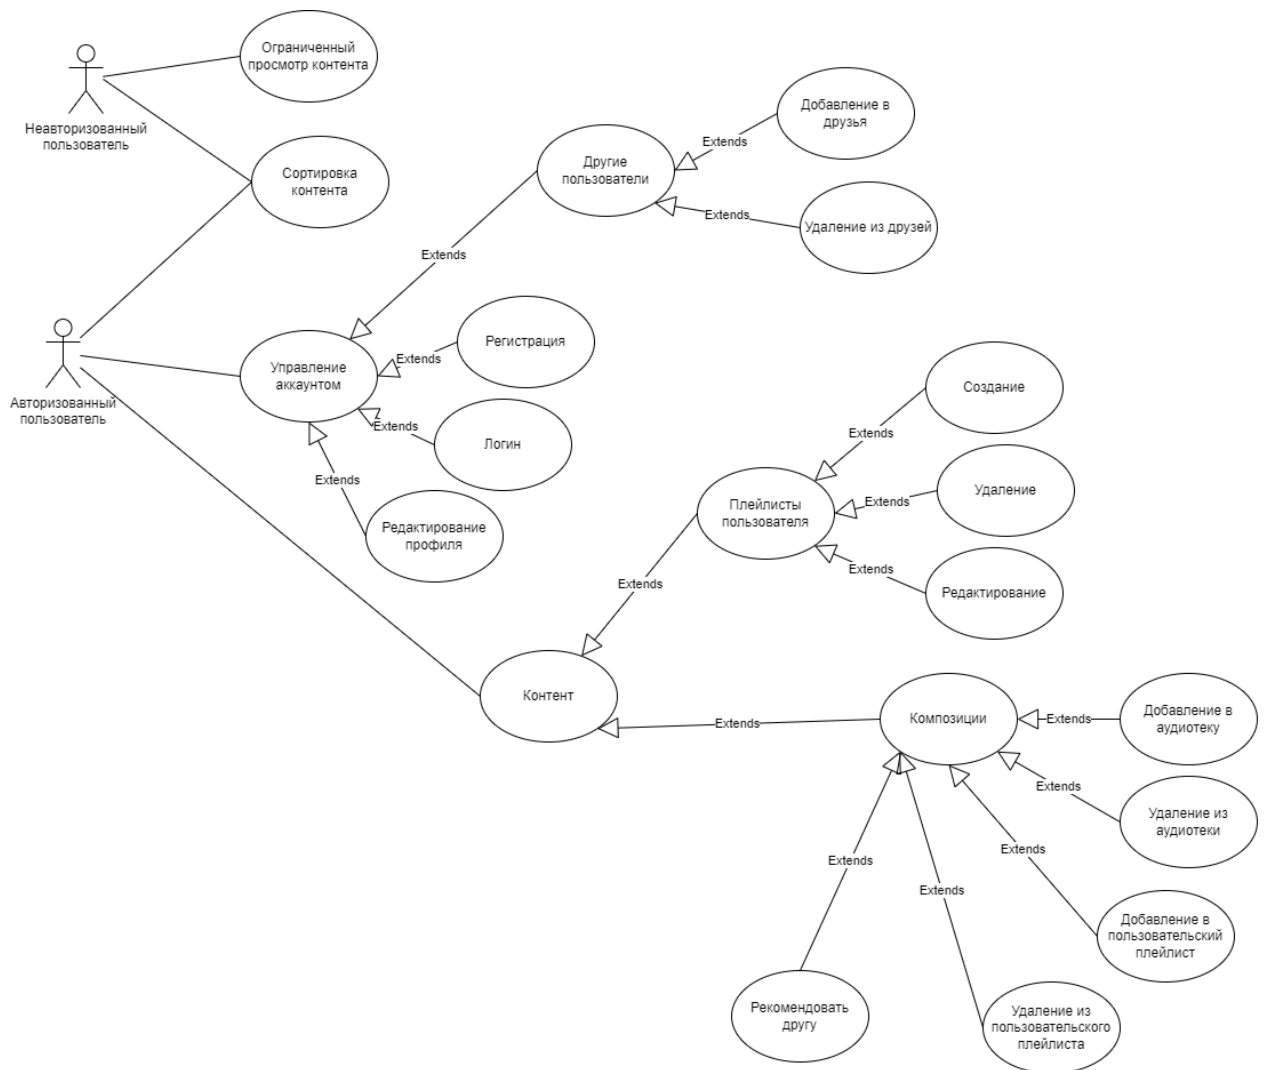 Ограниченный
просмотр контента
Неавторизованный
пользователь
Сортировка
контента
Добавление в
друзья
Extends
Другие
пользователи
Extends
Удаление из друзей
Extends
Авторизованный
пользователь
Управление
аккаунтом
Extends
Регистрация
Extends
Логин
Extends
Редактирование
профиля
Создание
Extends
Плейлисты
пользователя
Extends
Удаление
Extends
Редактирование
Extends
Контент
Extends
Композиции
Extends
Добавление в
аудиотеку
Extends
Удаление из
аудиотеки
Extends
Добавление в
пользовательский
плейлист
Extends
Extends
Рекомендовать
другу
Удаление из
пользовательского
плейлиста